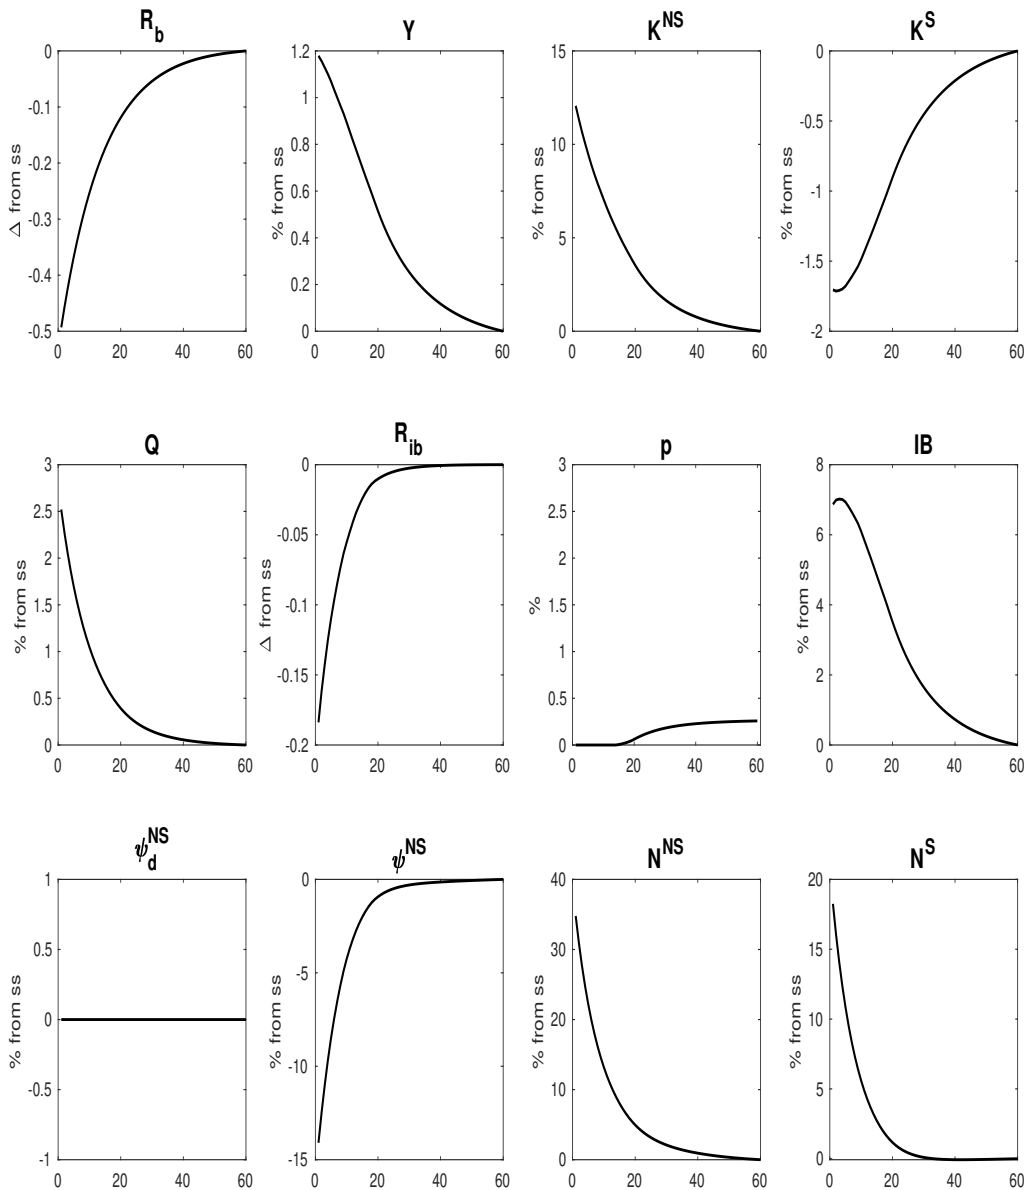 R_b
Y
K^NS
K^S
Δ from ss
0
-0.1
-0.2
-0.3
-0.4
-0.5
0 20 40 60
% from ss
1.2
1
0.8
0.6
0.4
0.2
0
0 20 40 60
% from ss
15
10
5
0
0 20 40 60
% from ss
0
-0.5
-1
-1.5
-2
0 20 40 60
Q
R_ib
p
IB
% from ss
3
2.5
2
1.5
1
0.5
0
0 20 40 60
Δ from ss
0
-0.05
-0.1
-0.15
-0.2
0 20 40 60
%
3
2.5
2
1.5
1
0.5
0
0 20 40 60
% from ss
8
6
4
2
0
0 20 40 60
ψ_d^NS
ψ^NS
N^NS
N^S
% from ss
1
0.5
0
-0.5
-1
0 20 40 60
% from ss
0
-5
-10
-15
0 20 40 60
% from ss
40
30
20
10
0
0 20 40 60
% from ss
20
15
10
5
0
0 20 40 60